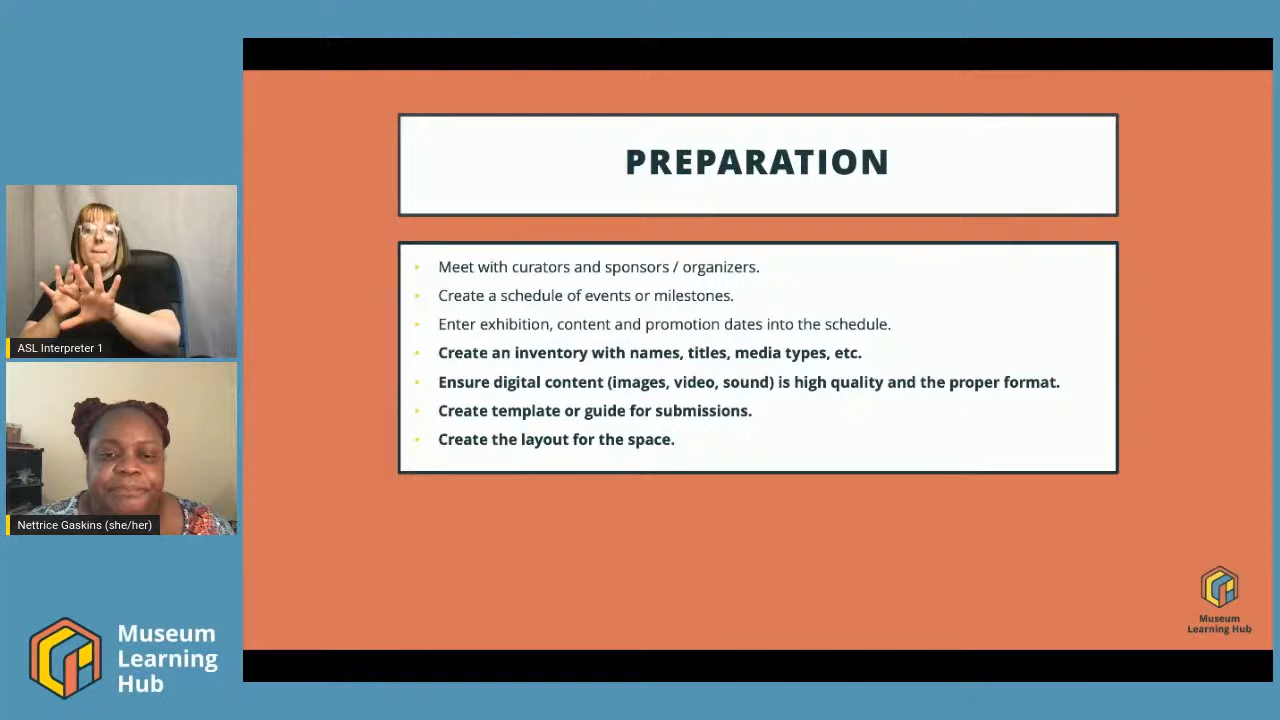 PREPARATION
Meet with curators and sponsors / organizers.
Create a schedule of events or milestones.
Enter exhibition, content and promotion dates into the schedule.
Create an inventory with names, titles, media types, etc.
Ensure digital content (images, video, sound) is high quality and the proper format.
Create template or guide for submissions.
Create the layout for the space.
ASL Interpreter 1
Nettrice Gaskins (she/her)
Museum
Learning
Hub
Museum
Learning Hub